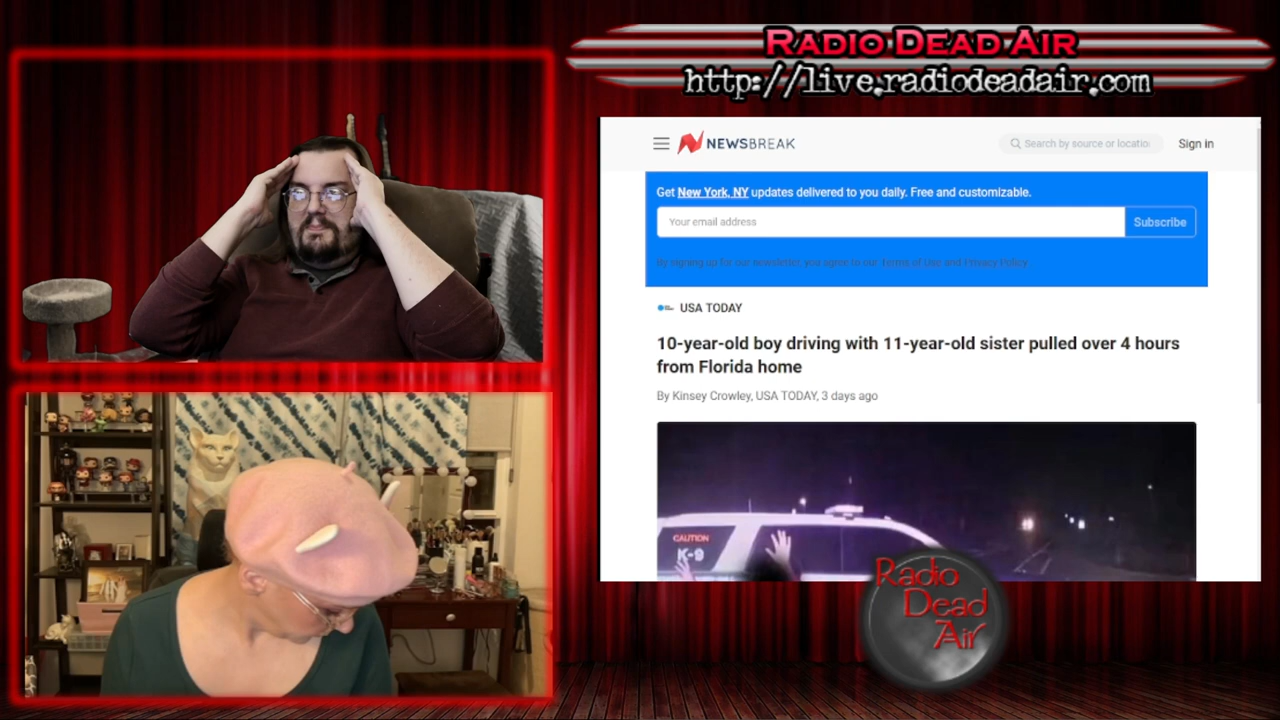 RADIO DEAD AIR
http://live.radiodeadair.com
NEWSBREAK
Search by source or locatio
Sign in
Get New York, NY updates delivered to you daily. Free and customizable.
Your email address
Subscribe
By signing up for our newsletter, you agree to our Terms of Use and Privacy Policy.
USA TODAY
10-year-old boy driving with 11-year-old sister pulled over 4 hours
from Florida home
By Kinsey Crowley, USA TODAY, 3 days ago
CAUTION
K-9
Radio
Dead
Air